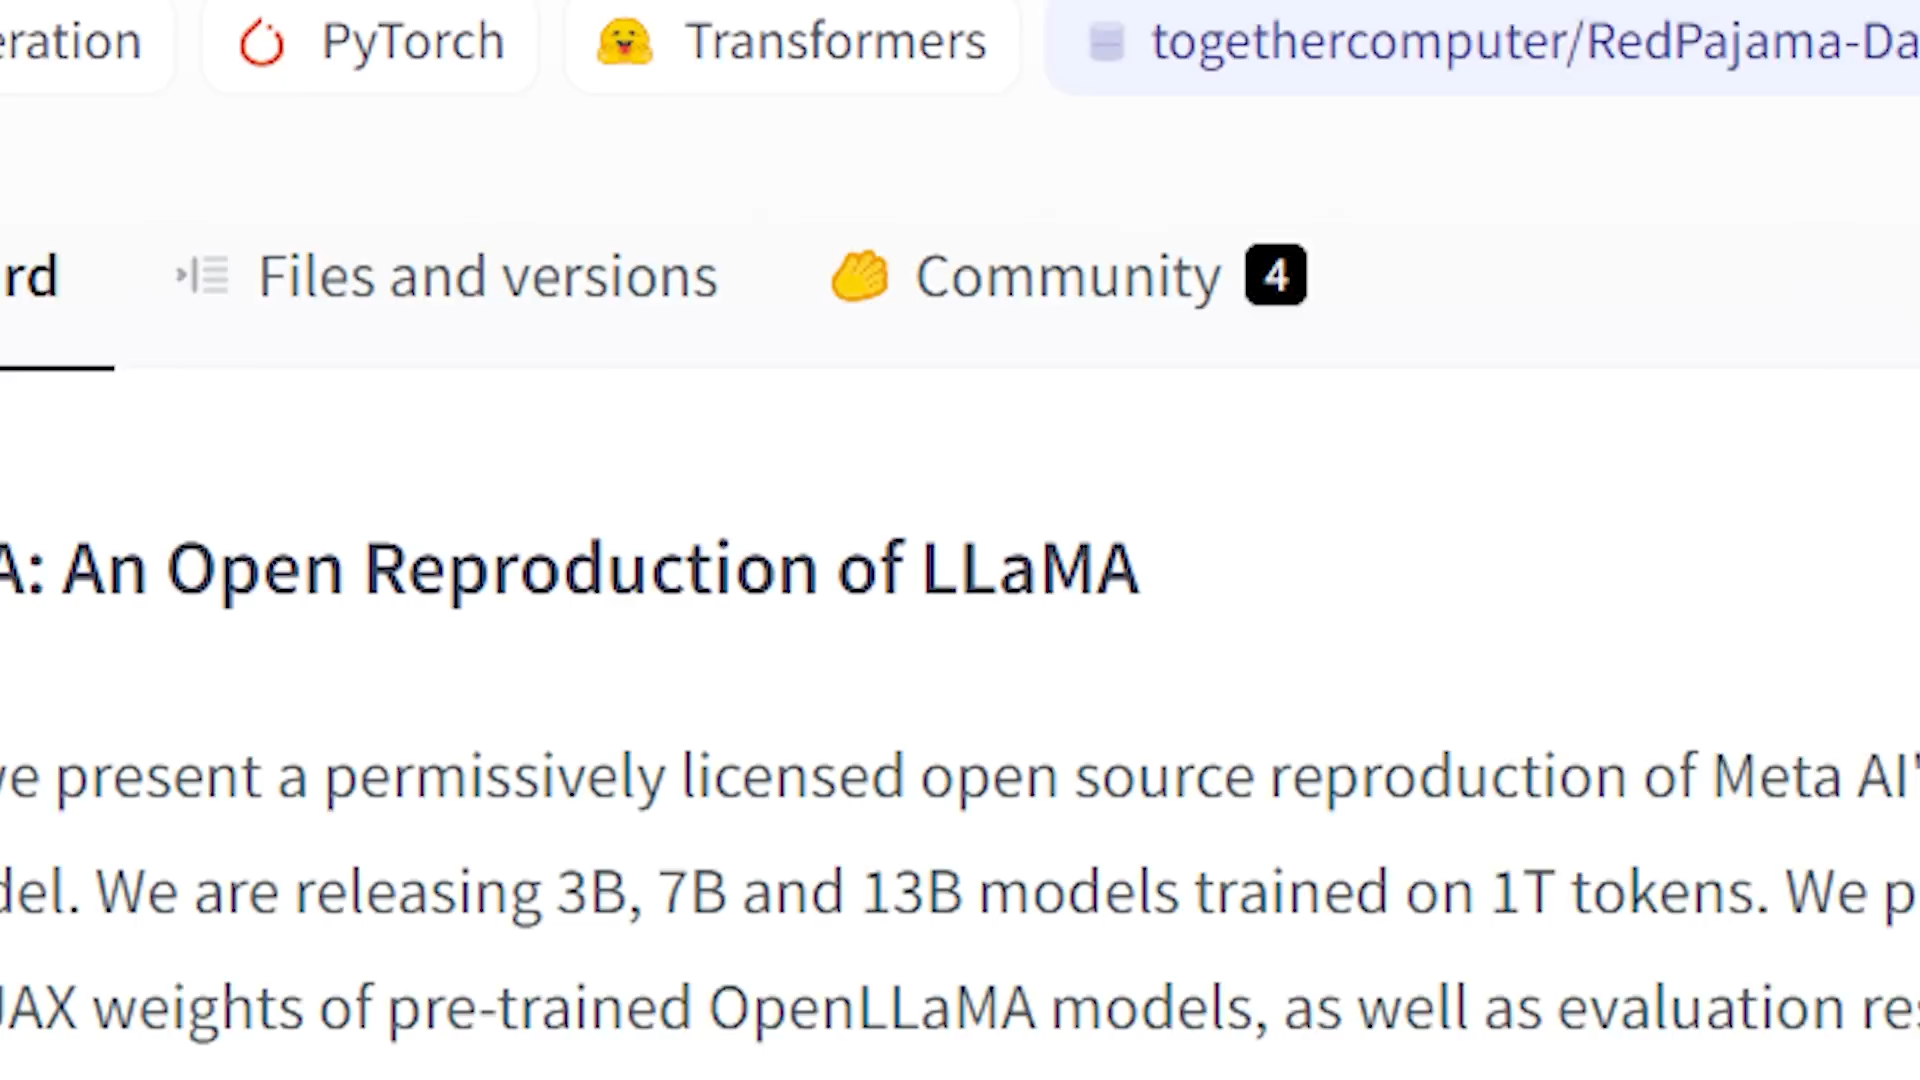 eration PyTorch Transformers togethercomputer/RedPajama-Da
rd Files and versions Community 4
A: An Open Reproduction of LLaMA
ve present a permissively licensed open source reproduction of Meta AI'
del. We are releasing 3B, 7B and 13B models trained on 1T tokens. We p
JAX weights of pre-trained OpenLLaMA models, as well as evaluation res